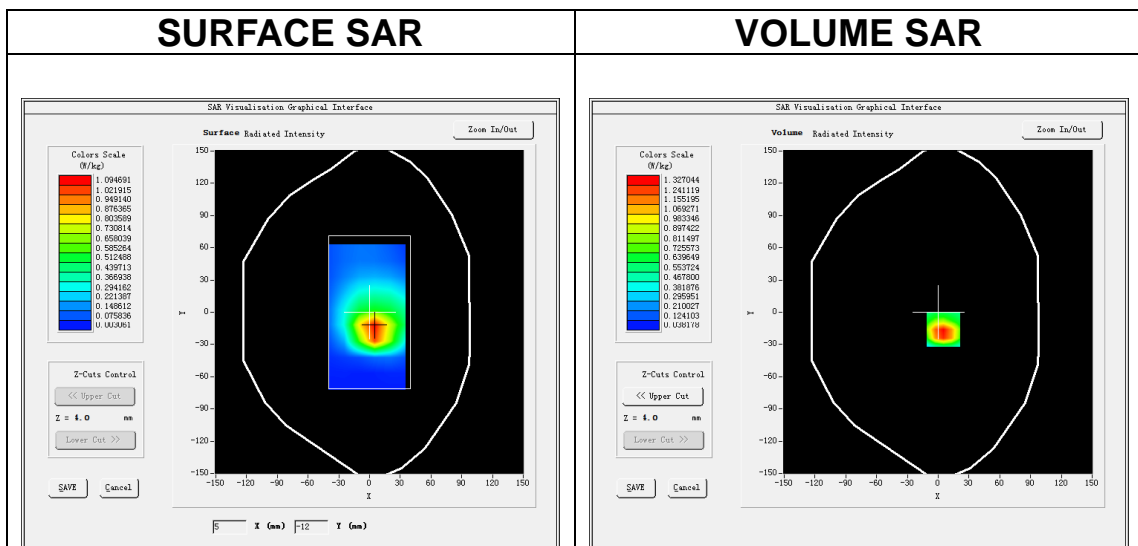 SURFACE SAR
VOLUME SAR
SAR Visualisation Graphical Interface
Surface Radiated Intensity
Zoom In/Out
Colors Scale
(W/kg)
1.094691
1.021915
0.949140
0.876365
0.803589
0.730814
0.658039
0.585264
0.512488
0.439713
0.366938
0.294162
0.221387
0.148612
0.075836
0.003061
Z-Cuts Control
<< Upper Cut
Z = 4.0 mm
Lower Cut >>
SAVE
Cancel
150
120
90
60
30
0
-30
-60
-90
-120
-150
Y
-150 -120 -90 -60 -30 0 30 60 90 120 150
X
5 X (mm) -12 Y (mm)
SAR Visualisation Graphical Interface
Volume Radiated Intensity
Zoom In/Out
Colors Scale
(W/kg)
1.327044
1.241119
1.155195
1.069271
0.983346
0.897422
0.811497
0.725573
0.639649
0.553724
0.467800
0.381876
0.295951
0.210027
0.124103
0.038178
Z-Cuts Control
<< Upper Cut
Z = 4.0 mm
Lower Cut >>
SAVE
Cancel
150
120
90
60
30
0
-30
-60
-90
-120
-150
Y
-150 -120 -90 -60 -30 0 30 60 90 120 150
X